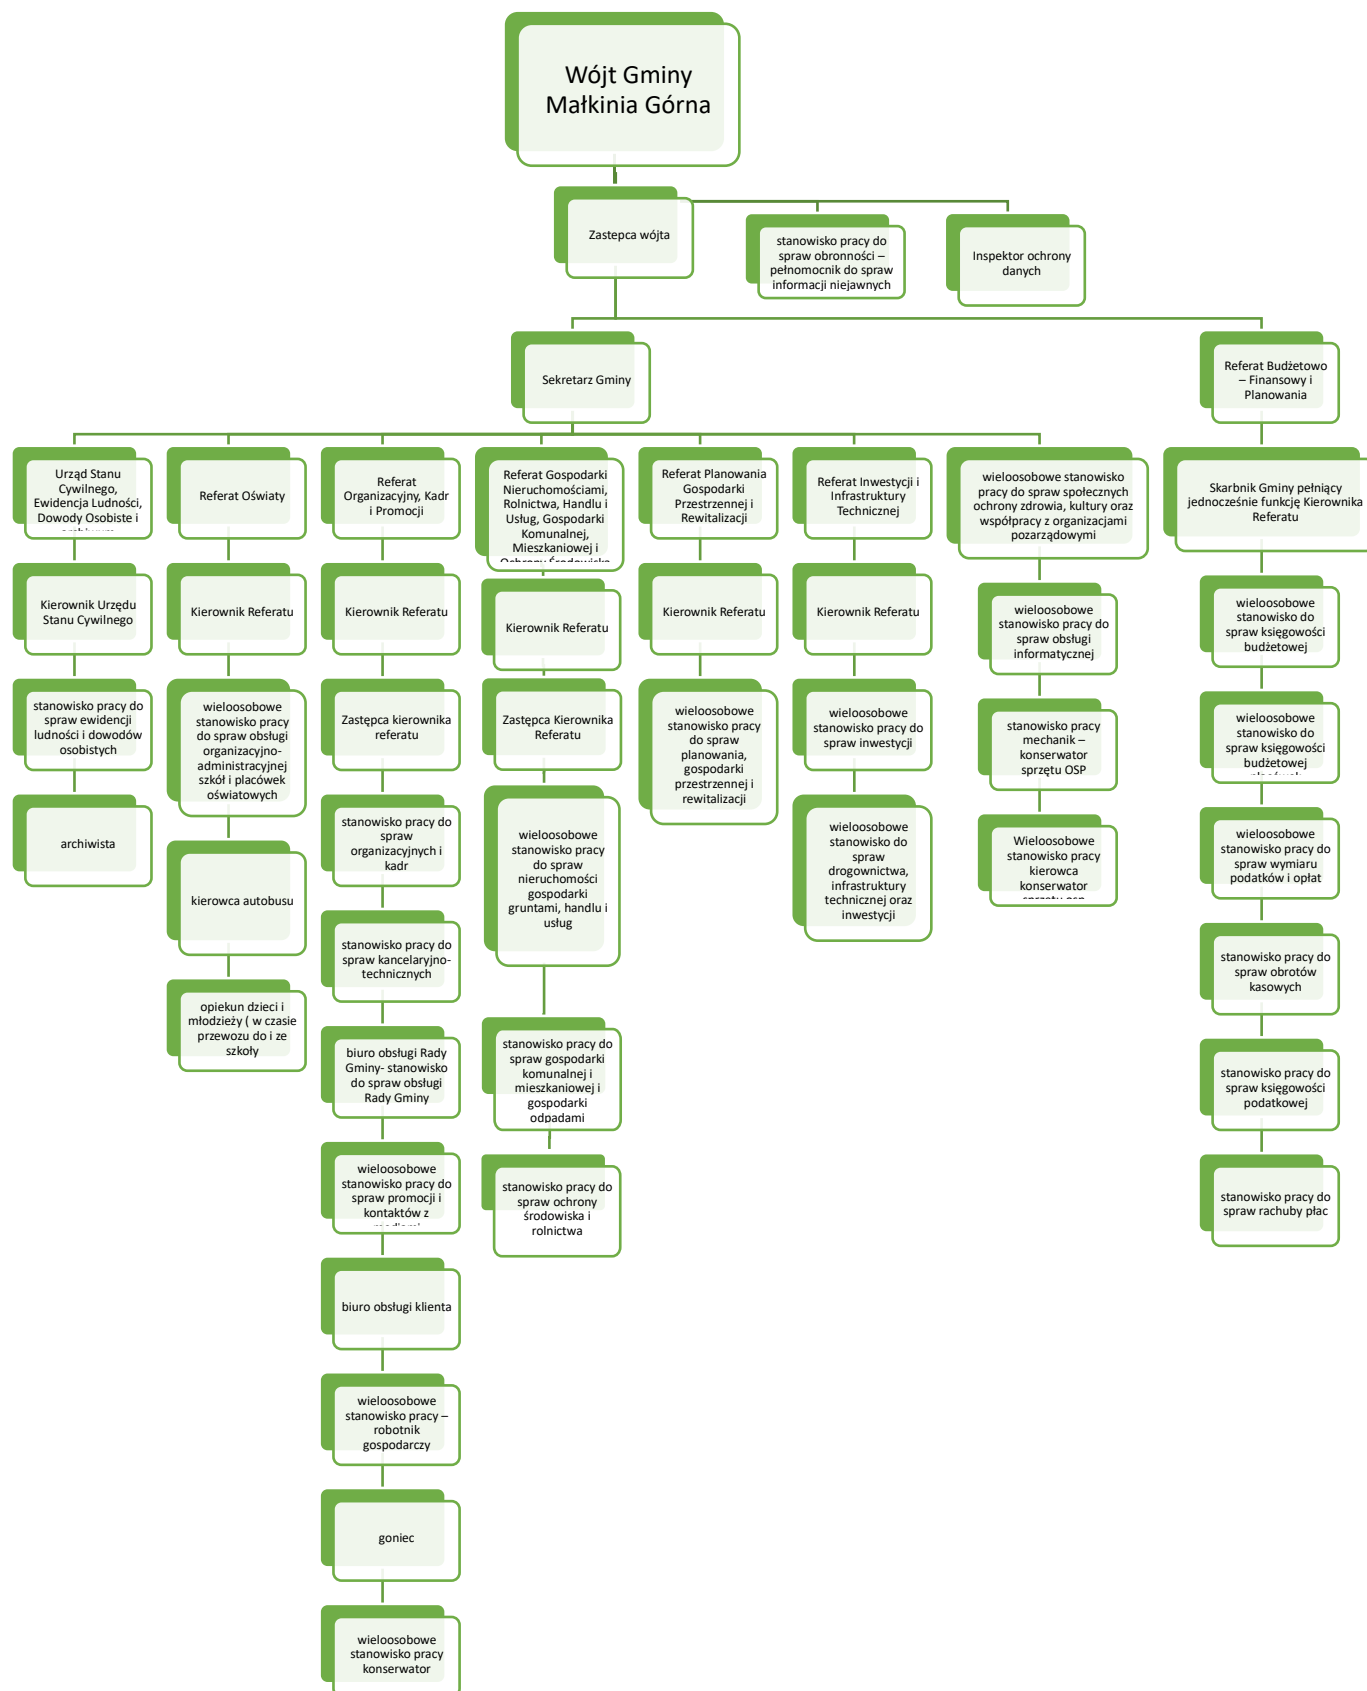 Wójt Gminy
Małkinia Górna
Zastepca wójta
stanowisko pracy do
spraw obronności –
pełnomocnik do spraw
informacji niejawnych
Inspektor ochrony
danych
Sekretarz Gminy
Referat Budżetowo
– Finansowy i
Planowania
Urząd Stanu
Cywilnego,
Ewidencja Ludności,
Dowody Osobiste i
Kierownik Urzędu
Stanu Cywilnego
stanowisko pracy do
spraw ewidencji
ludności i dowodów
osobistych
archiwista
Referat Oświaty
Kierownik Referatu
wieloosobowe
stanowisko pracy
do spraw obsługi
organizacyjno-
administracyjnej
szkół i placówek
oświatowych
kierowca autobusu
opiekun dzieci i
młodzieży ( w czasie
przewozu do i ze
szkoły
Referat
Organizacyjny, Kadr
i Promocji
Kierownik Referatu
Zastępca kierownika
referatu
stanowisko pracy do
spraw
organizacyjnych i
kadr
stanowisko pracy do
spraw kancelaryjno-
technicznych
biuro obsługi Rady
Gminy- stanowisko
do spraw obsługi
Rady Gminy
wieloosobowe
stanowisko pracy do
spraw promocji i
kontaktów z
biuro obsługi klienta
wieloosobowe
stanowisko pracy –
robotnik
gospodarczy
goniec
wieloosobowe
stanowisko pracy
konserwator
Referat Gospodarki
Nieruchomościami,
Rolnictwa, Handlu i
Usług, Gospodarki
Komunalnej,
Mieszkaniowej i
Ochrony Środowiska
Kierownik Referatu
Zastępca Kierownika
Referatu
wieloosobowe
stanowisko pracy
do spraw
nieruchomości
gospodarki
gruntami, handlu i
usług
stanowisko pracy do
spraw gospodarki
komunalnej i
mieszkaniowej i
gospodarki
odpadami
stanowisko pracy do
spraw ochrony
środowiska i
rolnictwa
Referat Planowania
Gospodarki
Przestrzennej i
Rewitalizacji
Kierownik Referatu
wieloosobowe
stanowisko pracy
do spraw
planowania,
gospodarki
przestrzennej i
rewitalizacji
Referat Inwestycji i
Infrastruktury
Technicznej
Kierownik Referatu
wieloosobowe
stanowisko pracy do
spraw inwestycji
wieloosobowe
stanowisko do
spraw
drogownictwa,
infrastruktury
technicznej oraz
inwestycji
wieloosobowe stanowisko
pracy do spraw społecznych
ochrony zdrowia, kultury oraz
współpracy z organizacjami
pozarządowymi
wieloosobowe
stanowisko pracy do
spraw obsługi
informatycznej
stanowisko pracy
mechanik –
konserwator
sprzętu OSP
Wieloosobowe
stanowisko pracy
kierowca
konserwator
sprzętu osp
Skarbnik Gminy pełniący
jednocześnie funkcję Kierownika
Referatu
wieloosobowe
stanowisko do
spraw księgowości
budżetowej
wieloosobowe
stanowisko do
spraw księgowości
budżetowej
wieloosobowe
stanowisko pracy do
spraw wymiaru
podatków i opłat
stanowisko pracy do
spraw obrotów
kasowych
stanowisko pracy do
spraw księgowości
podatkowej
stanowisko pracy do
spraw rachuby płac